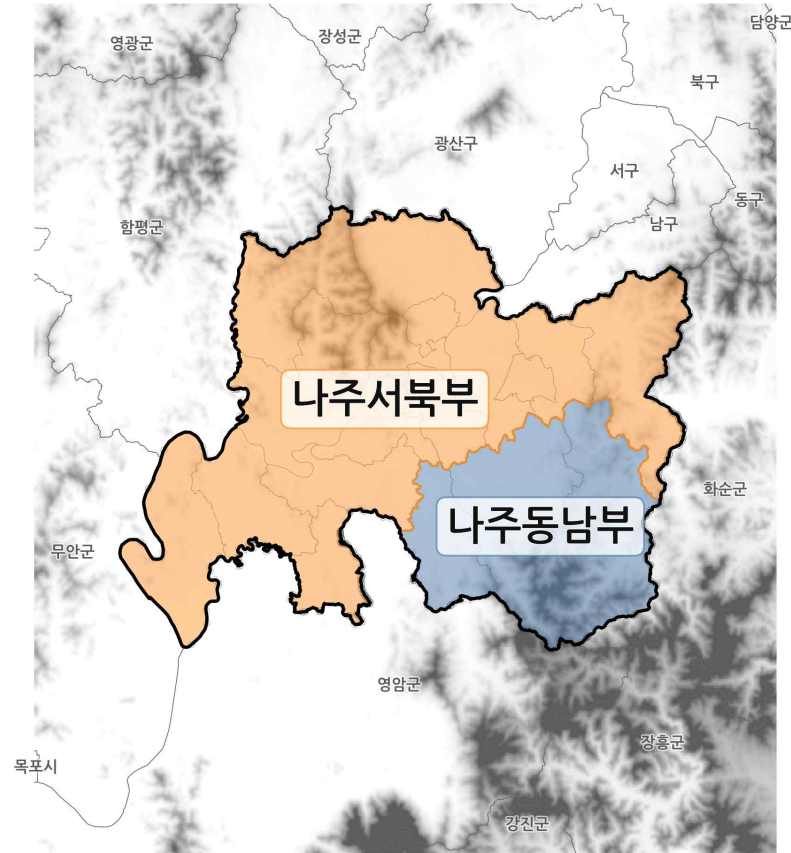 담양군
영광군
장성군
북구
광산구
서구
동구
남구
함평군
나주서북부
화순군
나주동남부
무안군
영암군
장흥군
목포시
강진군